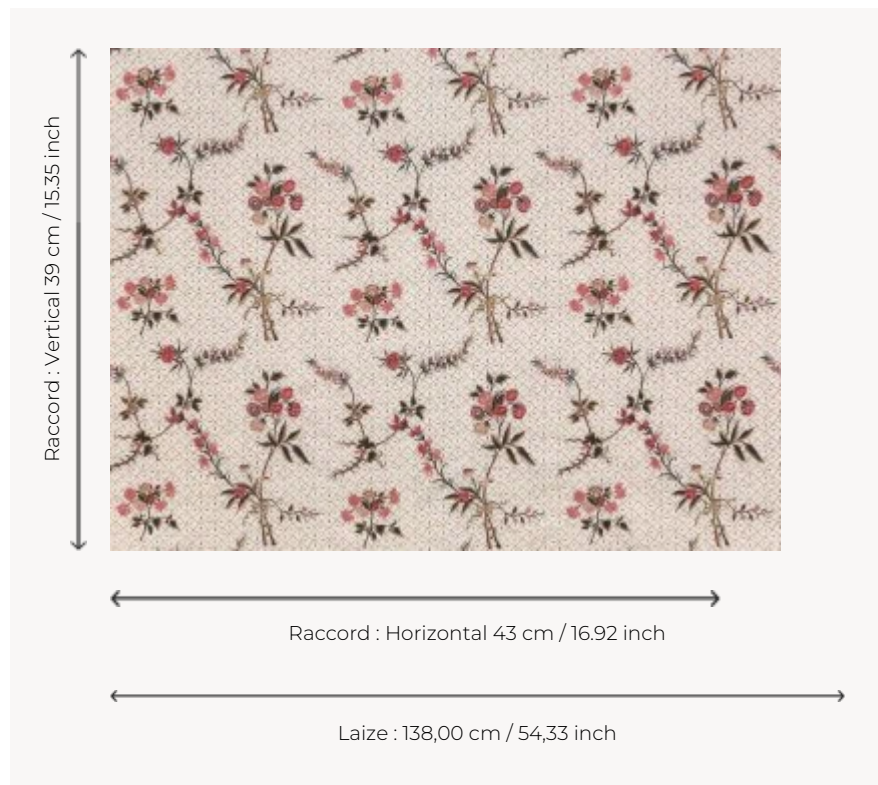 Raccord : Vertical 39 cm / 15.35 inch
Raccord : Horizontal 43 cm / 16.92 inch
Laize : 138,00 cm / 54,33 inch